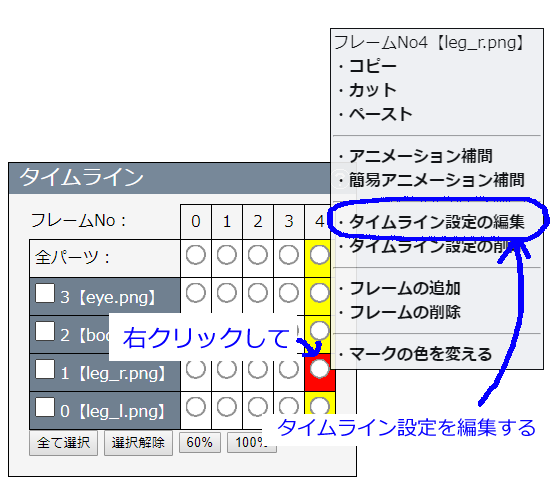 フレームNo4【leg_r.png】
・コピー
・カット
・ペースト
・アニメーション補間
・簡易アニメーション補間
・タイムライン設定の編集
・タイムライン設定の削
・フレームの追加
・フレームの削除
・マークの色を変える
タイムライン
フレームNo： 0 1 2 3 4
全パーツ：
3【eye.png】
2【bo
右クリックして
1【leg_r.png】
0【leg_l.png】
タイムライン設定を編集する
全て選択 選択解除 60% 100%